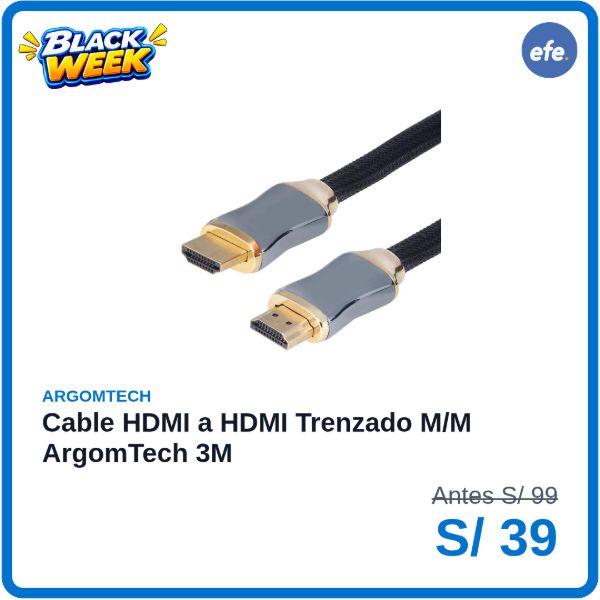 BLACK
WEEK
efe.
ARGOMTECH
Cable HDMI a HDMI Trenzado M/M
ArgomTech 3M
Antes S/ 99
S/ 39